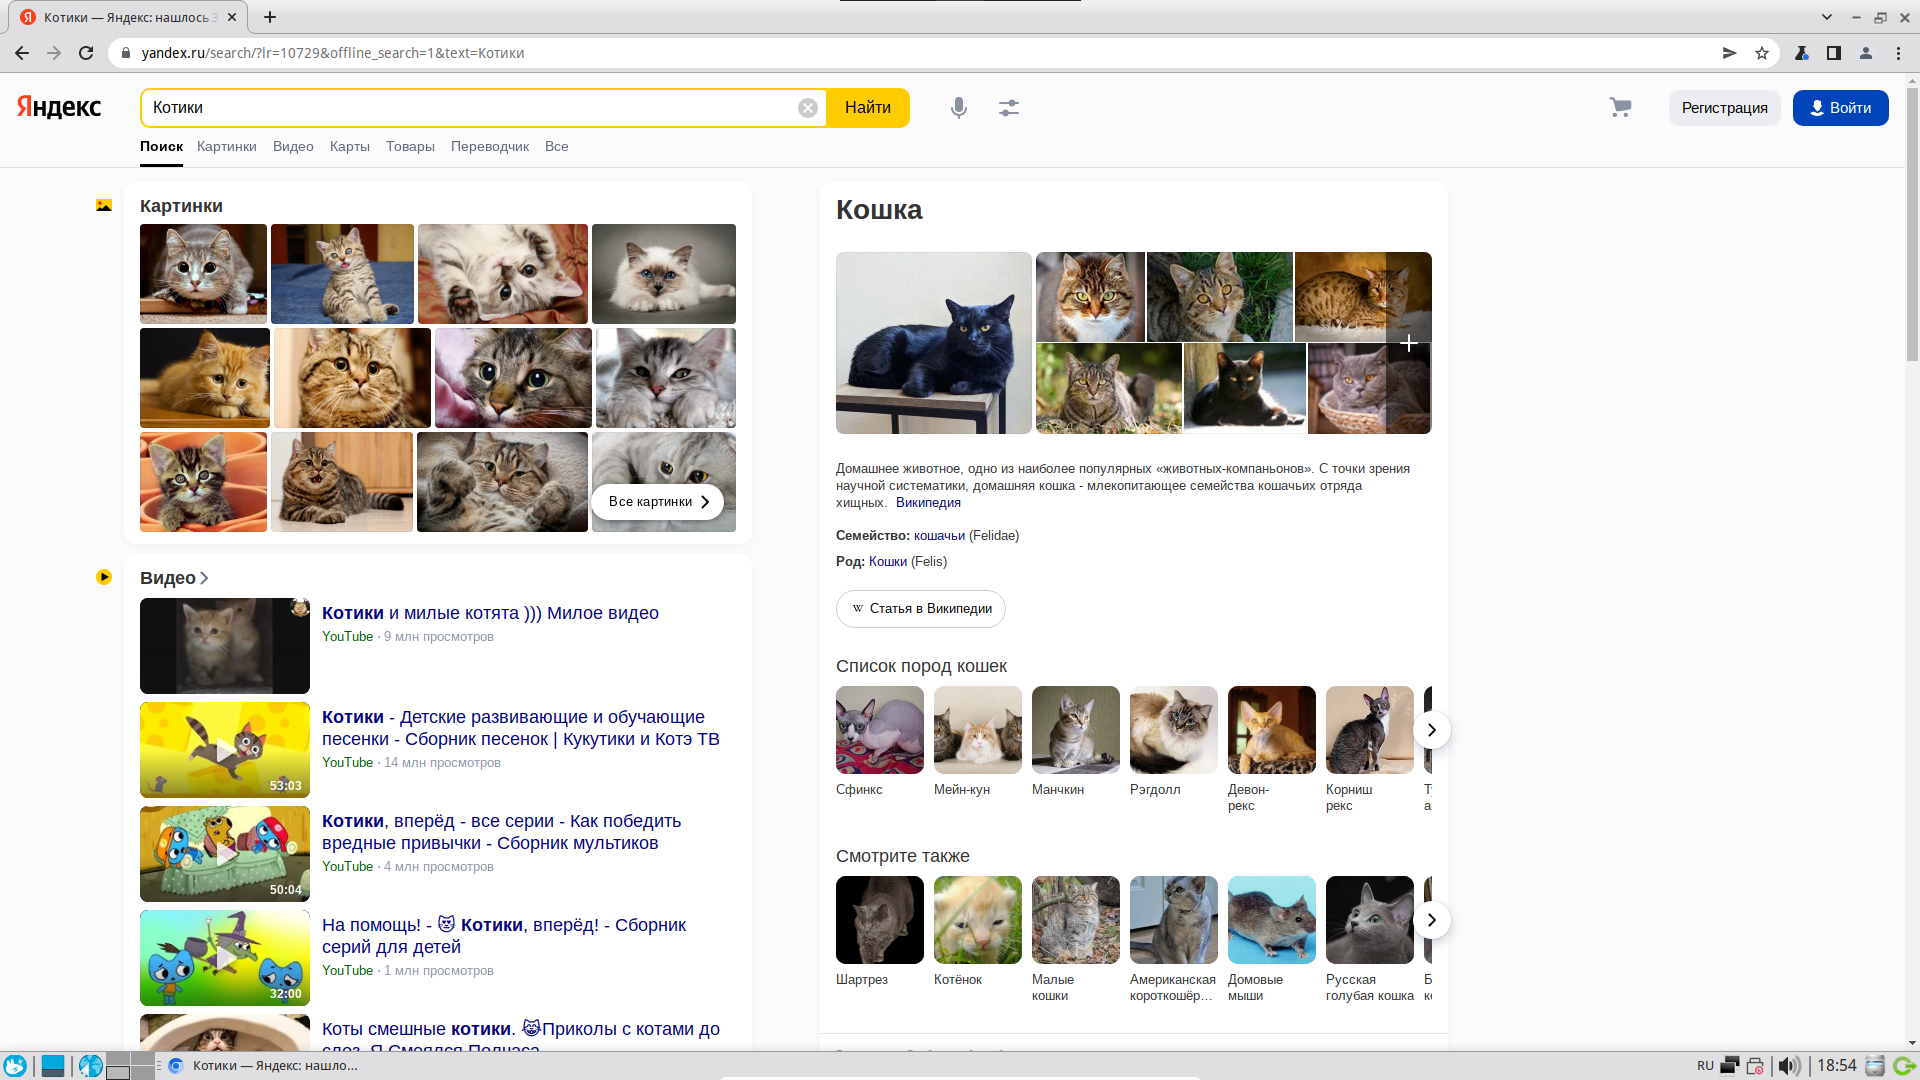 Котики — Яндекс: нашлось
yandex.ru/search/?lr=10729&offline_search=1&text=Котики
Яндекс
Котики
Найти
Регистрация
Войти
Поиск
Картинки
Видео
Карты
Товары
Переводчик
Все
Картинки
Все картинки
Видео
Котики и милые котята ))) Милое видео
YouTube · 9 млн просмотров
53:03
Котики - Детские развивающие и обучающие
песенки - Сборник песенок | Кукутики и Котэ ТВ
YouTube · 14 млн просмотров
50:04
Котики, вперёд - все серии - Как победить
вредные привычки - Сборник мультиков
YouTube · 4 млн просмотров
32:00
На помощь! - 😻 Котики, вперёд! - Сборник
серий для детей
YouTube · 1 млн просмотров
Коты смешные котики. 😹Приколы с котами до
слез. Я Смеялся Полчаса
Кошка
Домашнее животное, одно из наиболее популярных «животных-компаньонов». С точки зрения
научной систематики, домашняя кошка - млекопитающее семейства кошачьих отряда
хищных. Википедия
Семейство: кошачьи (Felidae)
Род: Кошки (Felis)
W Статья в Википедии
Список пород кошек
Сфинкс
Мейн-кун
Манчкин
Рэгдолл
Девон-
рекс
Корниш
рекс
Смотрите также
Шартрез
Котёнок
Малые
кошки
Американская
короткошёр…
Домовые
мыши
Русская
голубая кошка
Котики — Яндекс: нашло...
RU
18:54